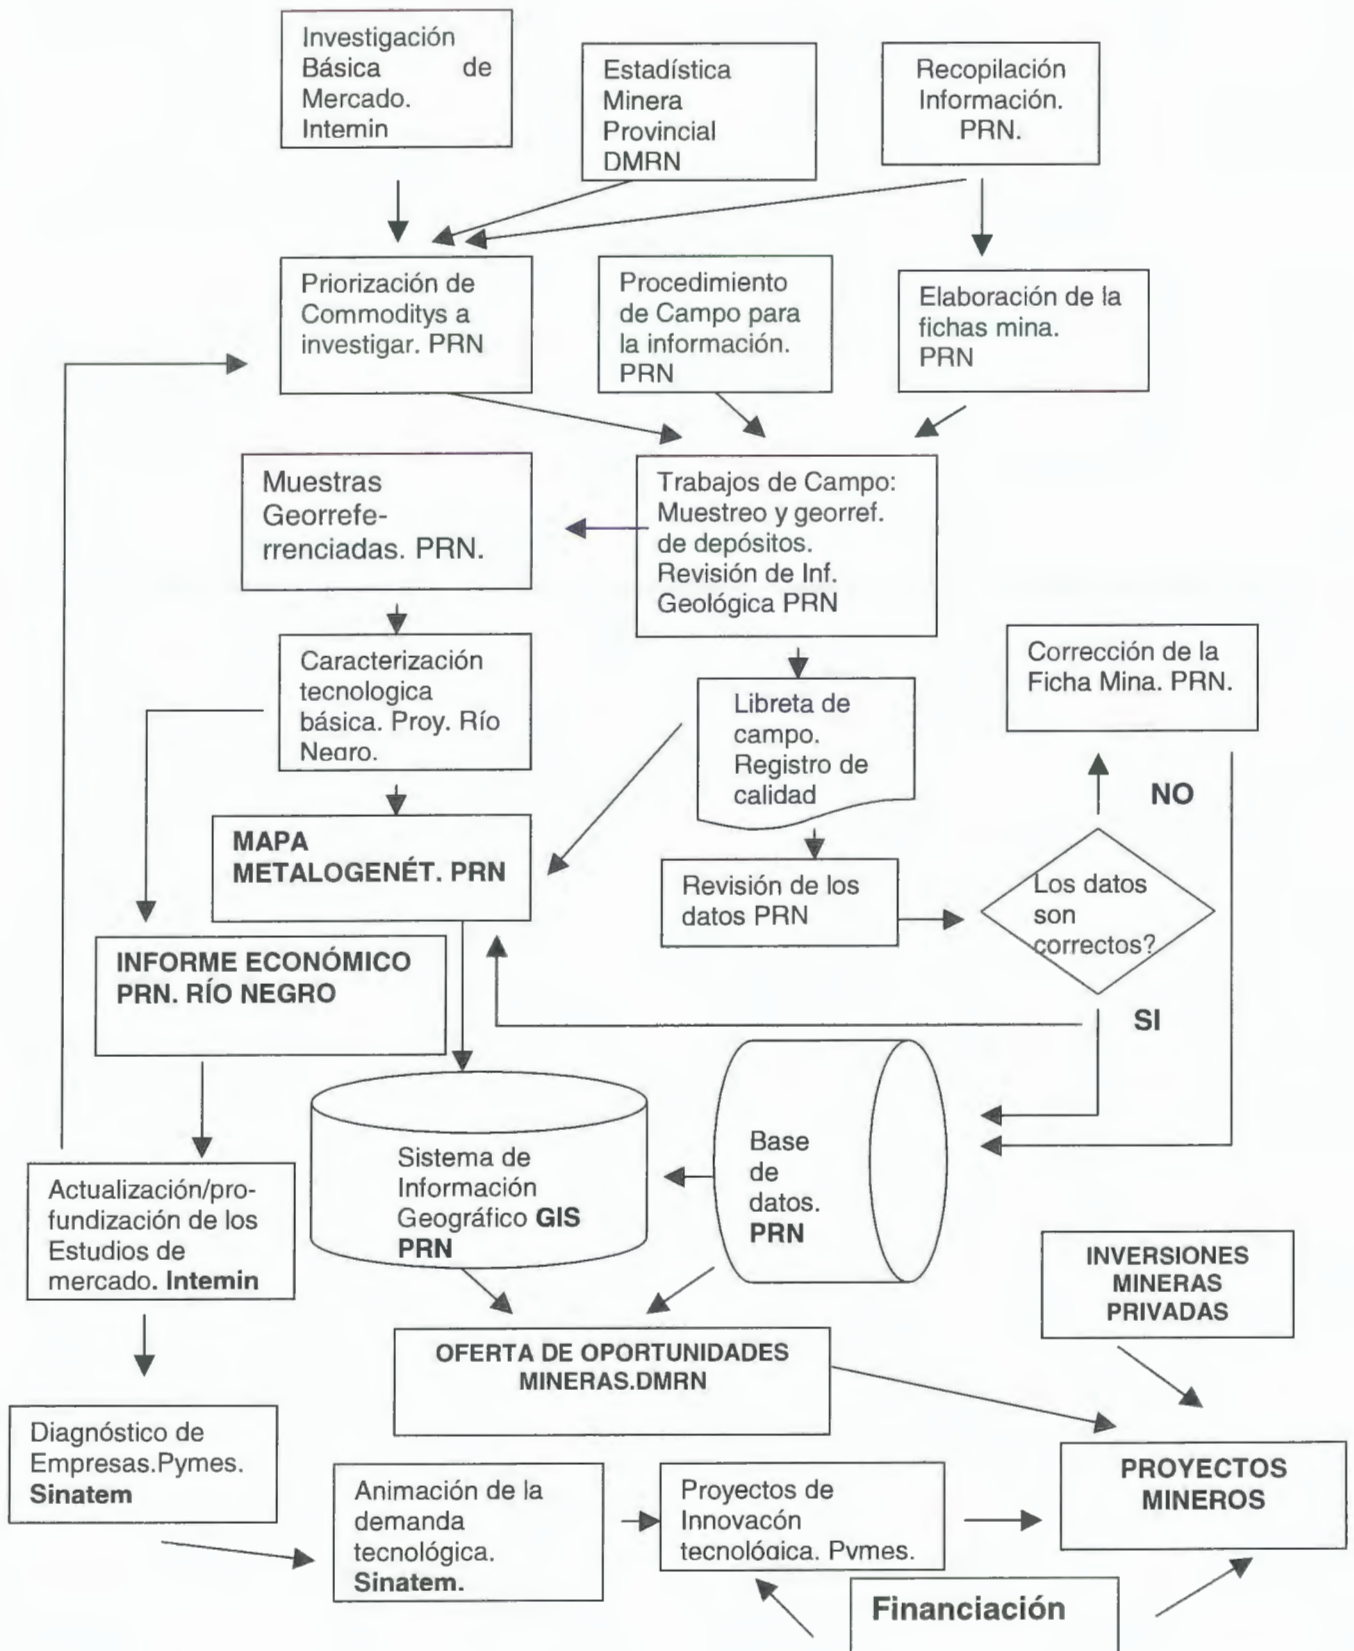 Investigación
Básica de
Mercado.
Intemin
Estadística
Minera
Provincial
DMRN
Recopilación
Información.
PRN.
Priorización de
Commoditys a
investigar. PRN
Procedimiento
de Campo para
la información.
PRN
Elaboración de la
fichas mina.
PRN
Muestras
Georrefe-
rrenciadas. PRN.
Trabajos de Campo:
Muestreo y georref.
de depósitos.
Revisión de Inf.
Geológica PRN
Caracterización
tecnologica
básica. Proy. Río
Negro.
Libreta de
campo.
Registro de
calidad
Corrección de la
Ficha Mina. PRN.
NO
MAPA
METALOGENÉT. PRN
Revisión de los
datos PRN
Los datos
son
correctos?
INFORME ECONÓMICO
PRN. RÍO NEGRO
SI
Sistema de
Información
Geográfico GIS
PRN
Base
de
datos.
PRN
Actualización/pro-
fundización de los
Estudios de
mercado. Intemin
INVERSIONES
MINERAS
PRIVADAS
OFERTA DE OPORTUNIDADES
MINERAS.DMRN
Diagnóstico de
Empresas.Pymes.
Sinatem
Animación de la
demanda
tecnológica.
Sinatem.
Proyectos de
Innovacón
tecnológica. Pymes.
PROYECTOS
MINEROS
Financiación